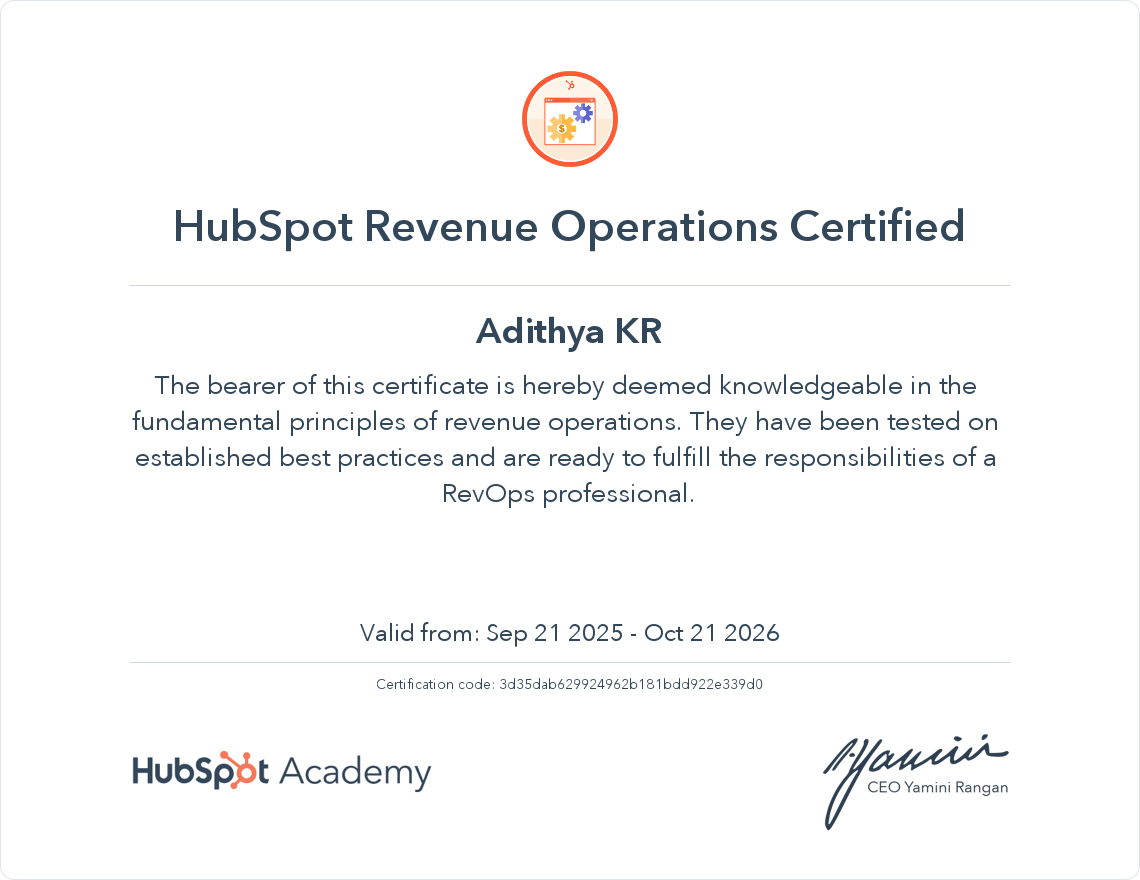 $
HubSpot Revenue Operations Certified
Adithya KR
The bearer of this certificate is hereby deemed knowledgeable in the
fundamental principles of revenue operations. They have been tested on
established best practices and are ready to fulfill the responsibilities of a
RevOps professional.
Valid from: Sep 21 2025 - Oct 21 2026
Certification code: 3d35dab629924962b181bdd922e339d0
HubSpot Academy
Yamini
CEO Yamini Rangan